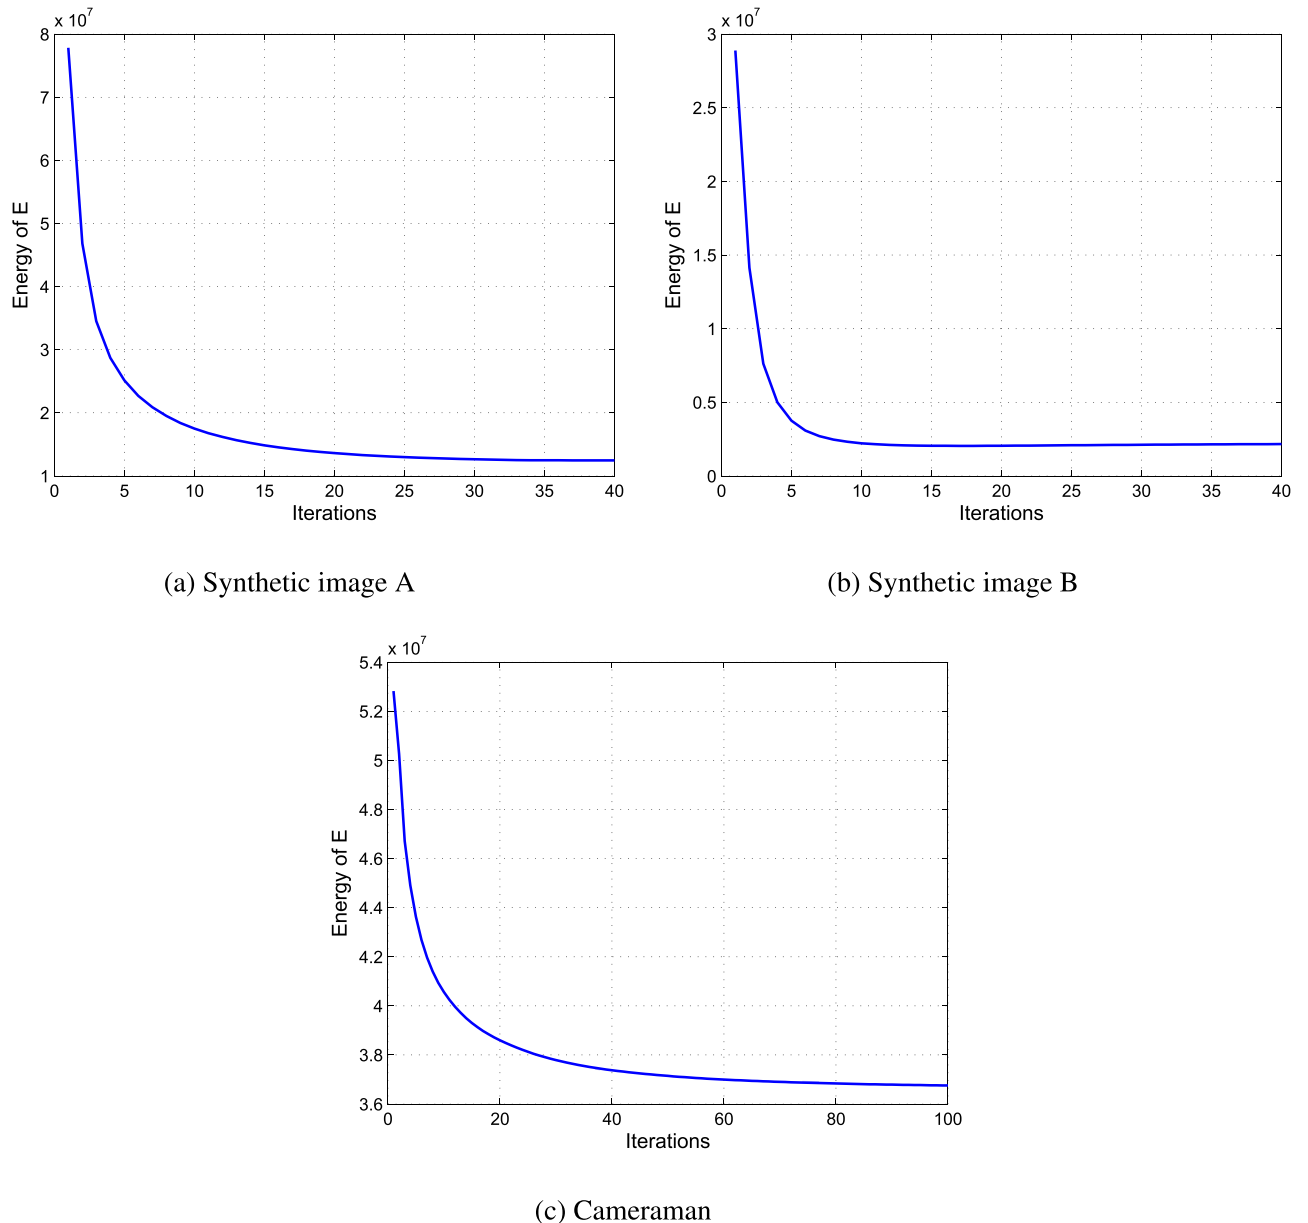 x 10^7
8
7
6
5
4
3
2
1
Energy of E
0 5 10 15 20 25 30 35 40
Iterations
(a) Synthetic image A
x 10^7
3
2.5
2
1.5
1
0.5
0
Energy of E
0 5 10 15 20 25 30 35 40
Iterations
(b) Synthetic image B
x 10^7
5.4
5.2
5
4.8
4.6
4.4
4.2
4
3.8
3.6
Energy of E
0 20 40 60 80 100
Iterations
(c) Cameraman